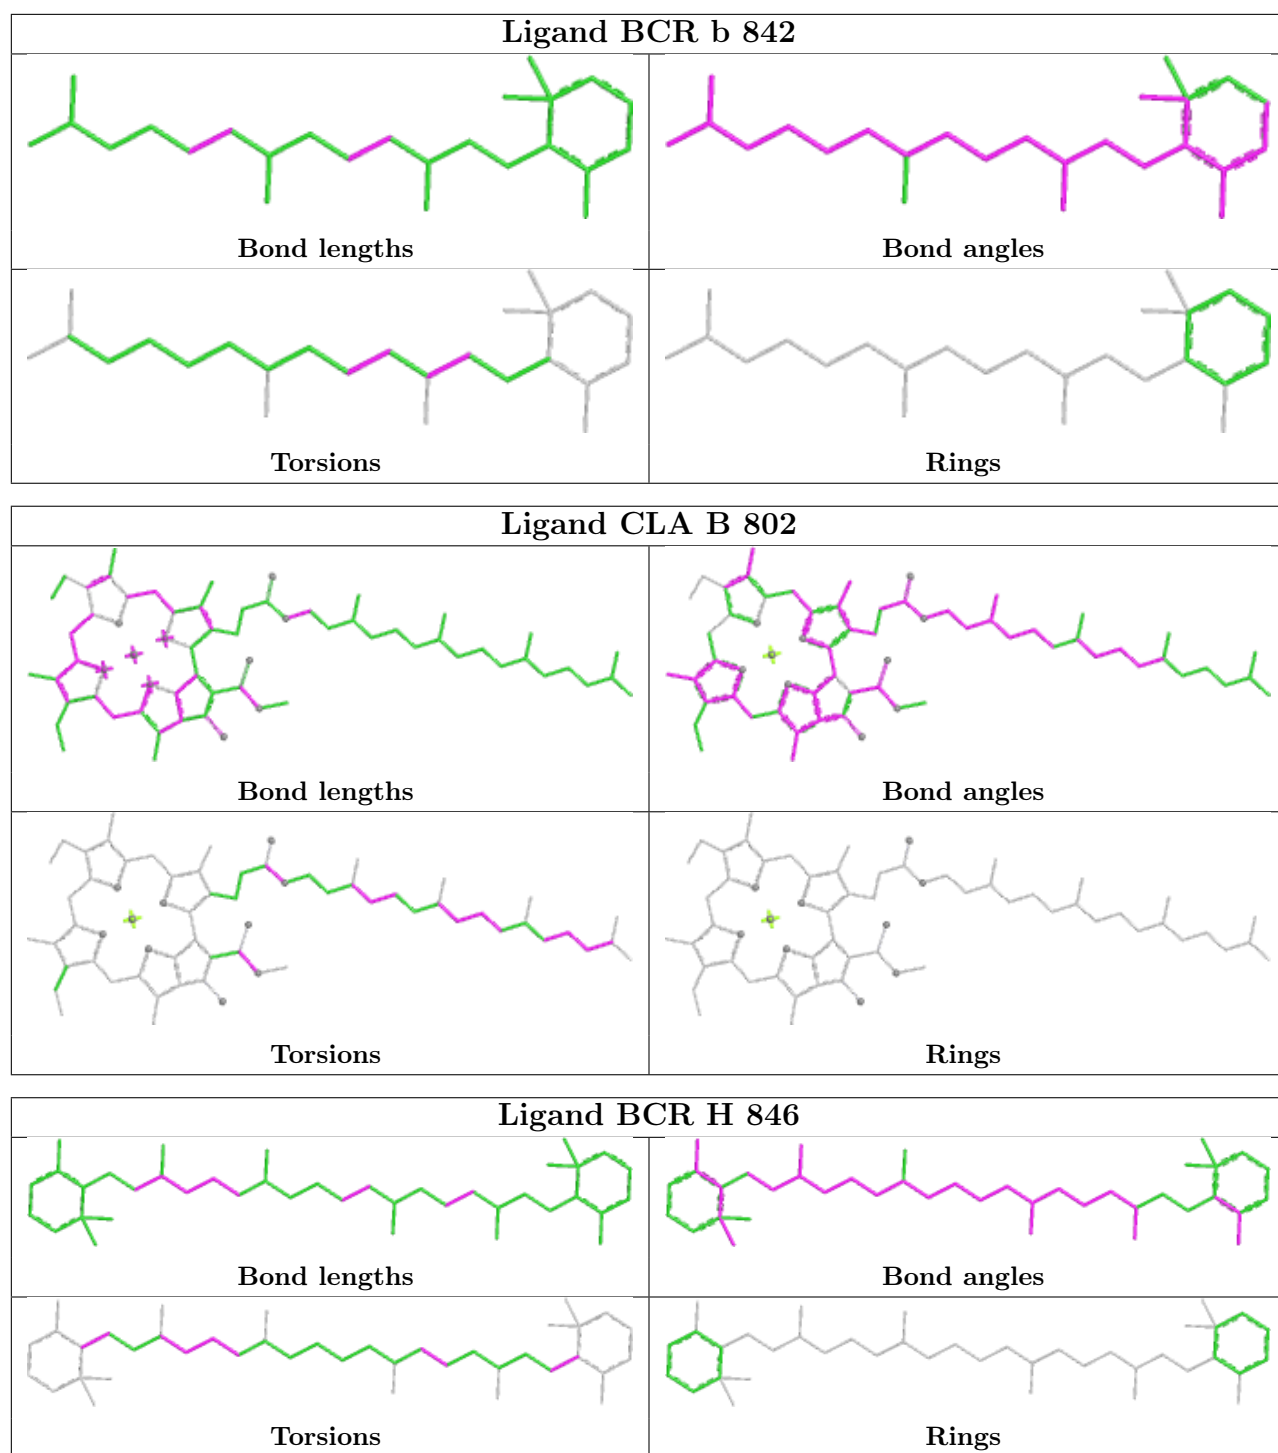 Ligand BCR b 842
Bond lengths
Bond angles
Torsions
Rings
Ligand CLA B 802
Bond lengths
Bond angles
Torsions
Rings
Ligand BCR H 846
Bond lengths
Bond angles
Torsions
Rings